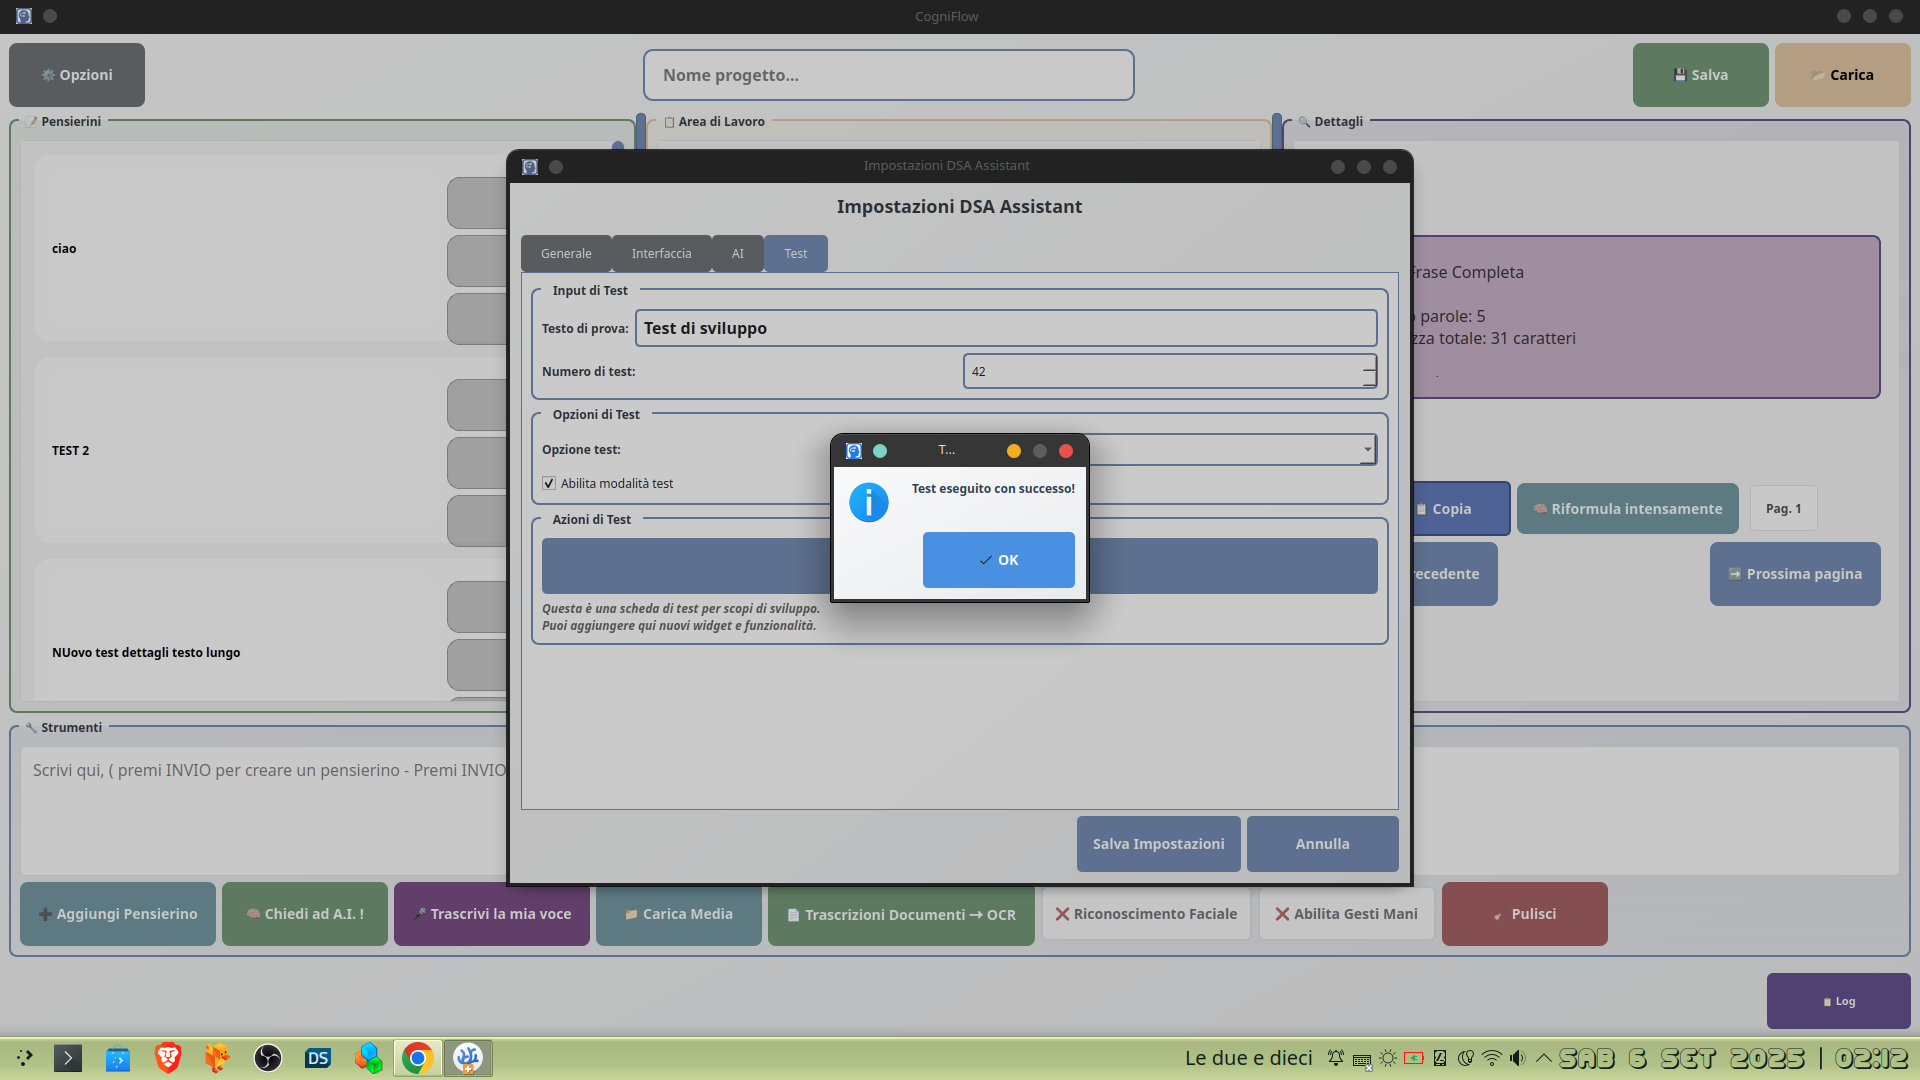 CogniFlow
Opzioni
Nome progetto...
Salva
Carica
Pensierini
Area di Lavoro
Dettagli
ciao
TEST 2
NUovo test dettagli testo lungo
Impostazioni DSA Assistant
Impostazioni DSA Assistant
Generale
Interfaccia
AI
Test
Input di Test
Testo di prova:
Test di sviluppo
Numero di test:
42
Opzioni di Test
Opzione test:
Abilita modalità test
Azioni di Test
Questa è una scheda di test per scopi di sviluppo.
Puoi aggiungere qui nuovi widget e funzionalità.
Salva Impostazioni
Annulla
T...
Test eseguito con successo!
OK
Frase Completa
parole: 5
zza totale: 31 caratteri
Copia
Riformula intensamente
Pag. 1
recedente
Prossima pagina
Strumenti
Scrivi qui, ( premi INVIO per creare un pensierino - Premi INVIO
Aggiungi Pensierino
Chiedi ad A.I. !
Trascrivi la mia voce
Carica Media
Trascrizioni Documenti → OCR
Riconoscimento Faciale
Abilita Gesti Mani
Pulisci
Log
DS
Le due e dieci
SAB 6 SET 2025 | 02:12